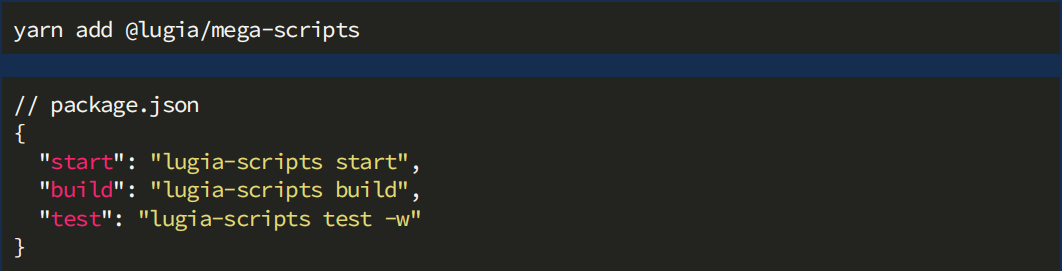 yarn add @lugia/mega-scripts
// package.json
{
  "start": "lugia-scripts start",
  "build": "lugia-scripts build",
  "test": "lugia-scripts test -w"
}